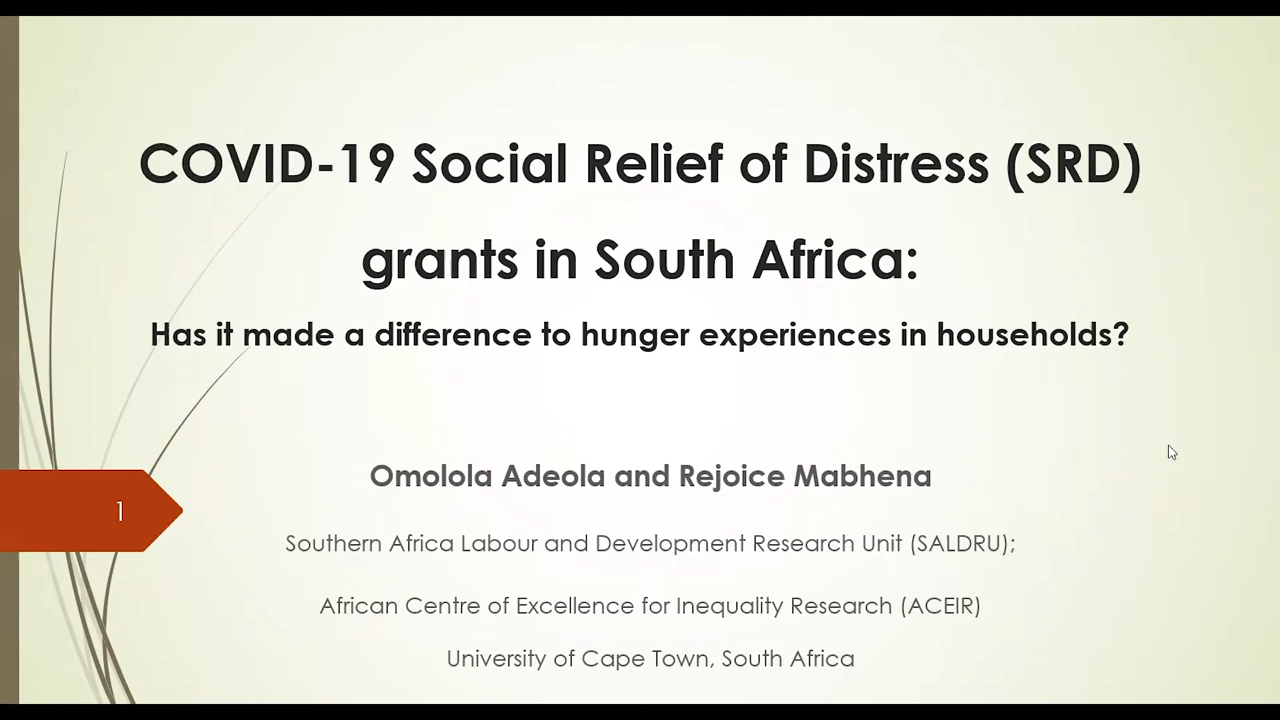 COVID-19 Social Relief of Distress (SRD)
grants in South Africa:
Has it made a difference to hunger experiences in households?
Omolola Adeola and Rejoice Mabhena
1
Southern Africa Labour and Development Research Unit (SALDRU);
African Centre of Excellence for Inequality Research (ACEIR)
University of Cape Town, South Africa